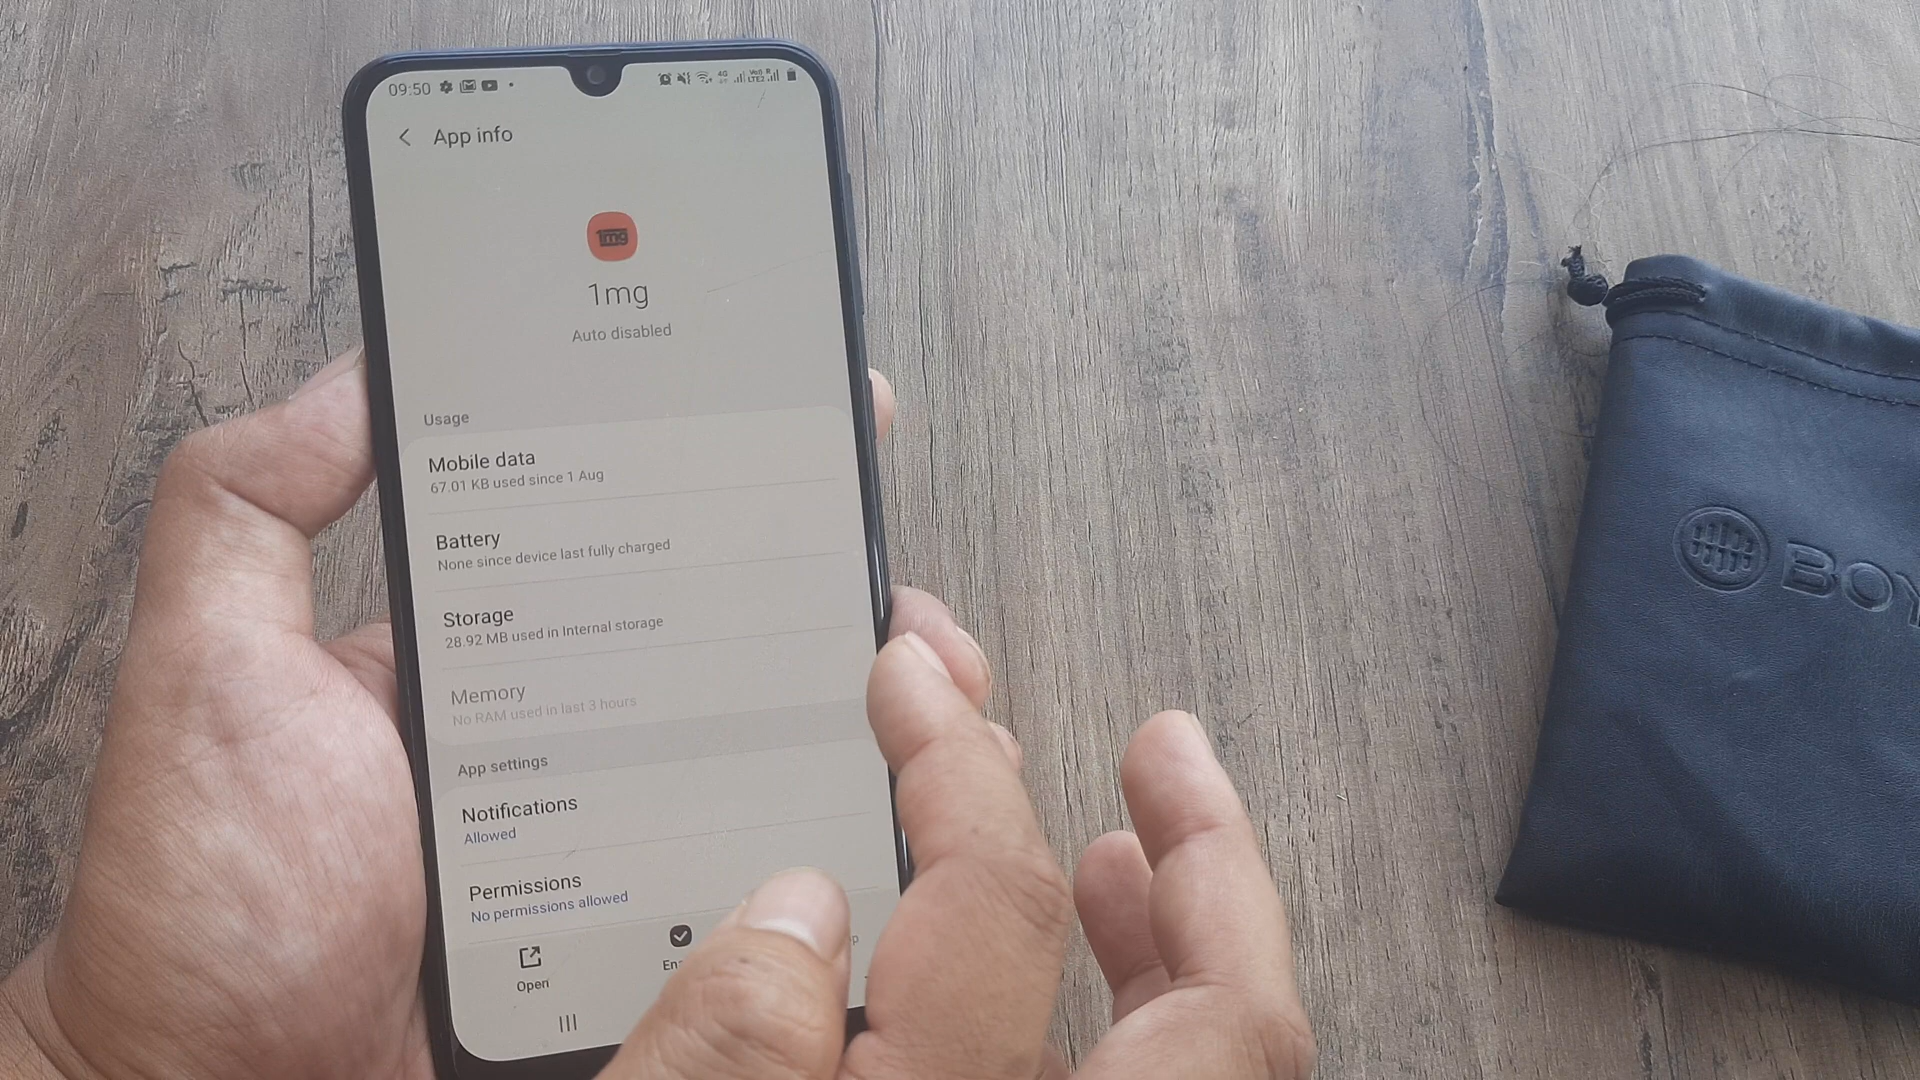 09:50
App info
1mg
1mg
Auto disabled
Usage
Mobile data
67.01 KB used since 1 Aug
Battery
None since device last fully charged
Storage
28.92 MB used in Internal storage
Memory
No RAM used in last 3 hours
App settings
Notifications
Allowed
Permissions
No permissions allowed
Open
BOY